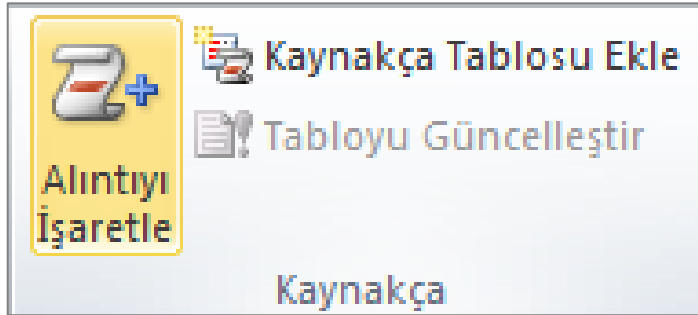 Alıntıyı
İşaretle
Kaynakça Tablosu Ekle
Tabloyu Güncelleştir
Kaynakça